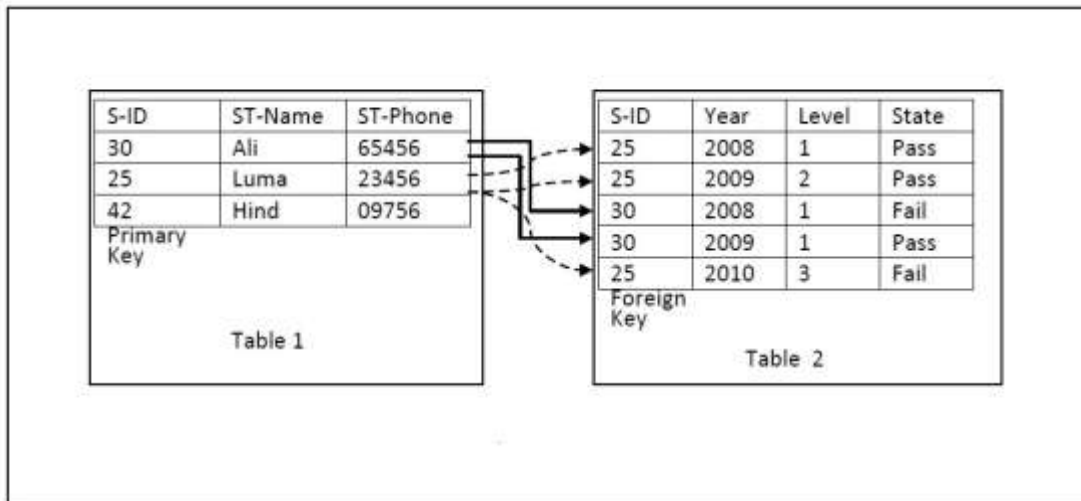 S-ID ST-Name ST-Phone
30 Ali 65456
25 Luma 23456
42 Hind 09756
Primary
Key
Table 1
S-ID Year Level State
25 2008 1 Pass
25 2009 2 Pass
30 2008 1 Fail
30 2009 1 Pass
25 2010 3 Fail
Foreign
Key
Table 2